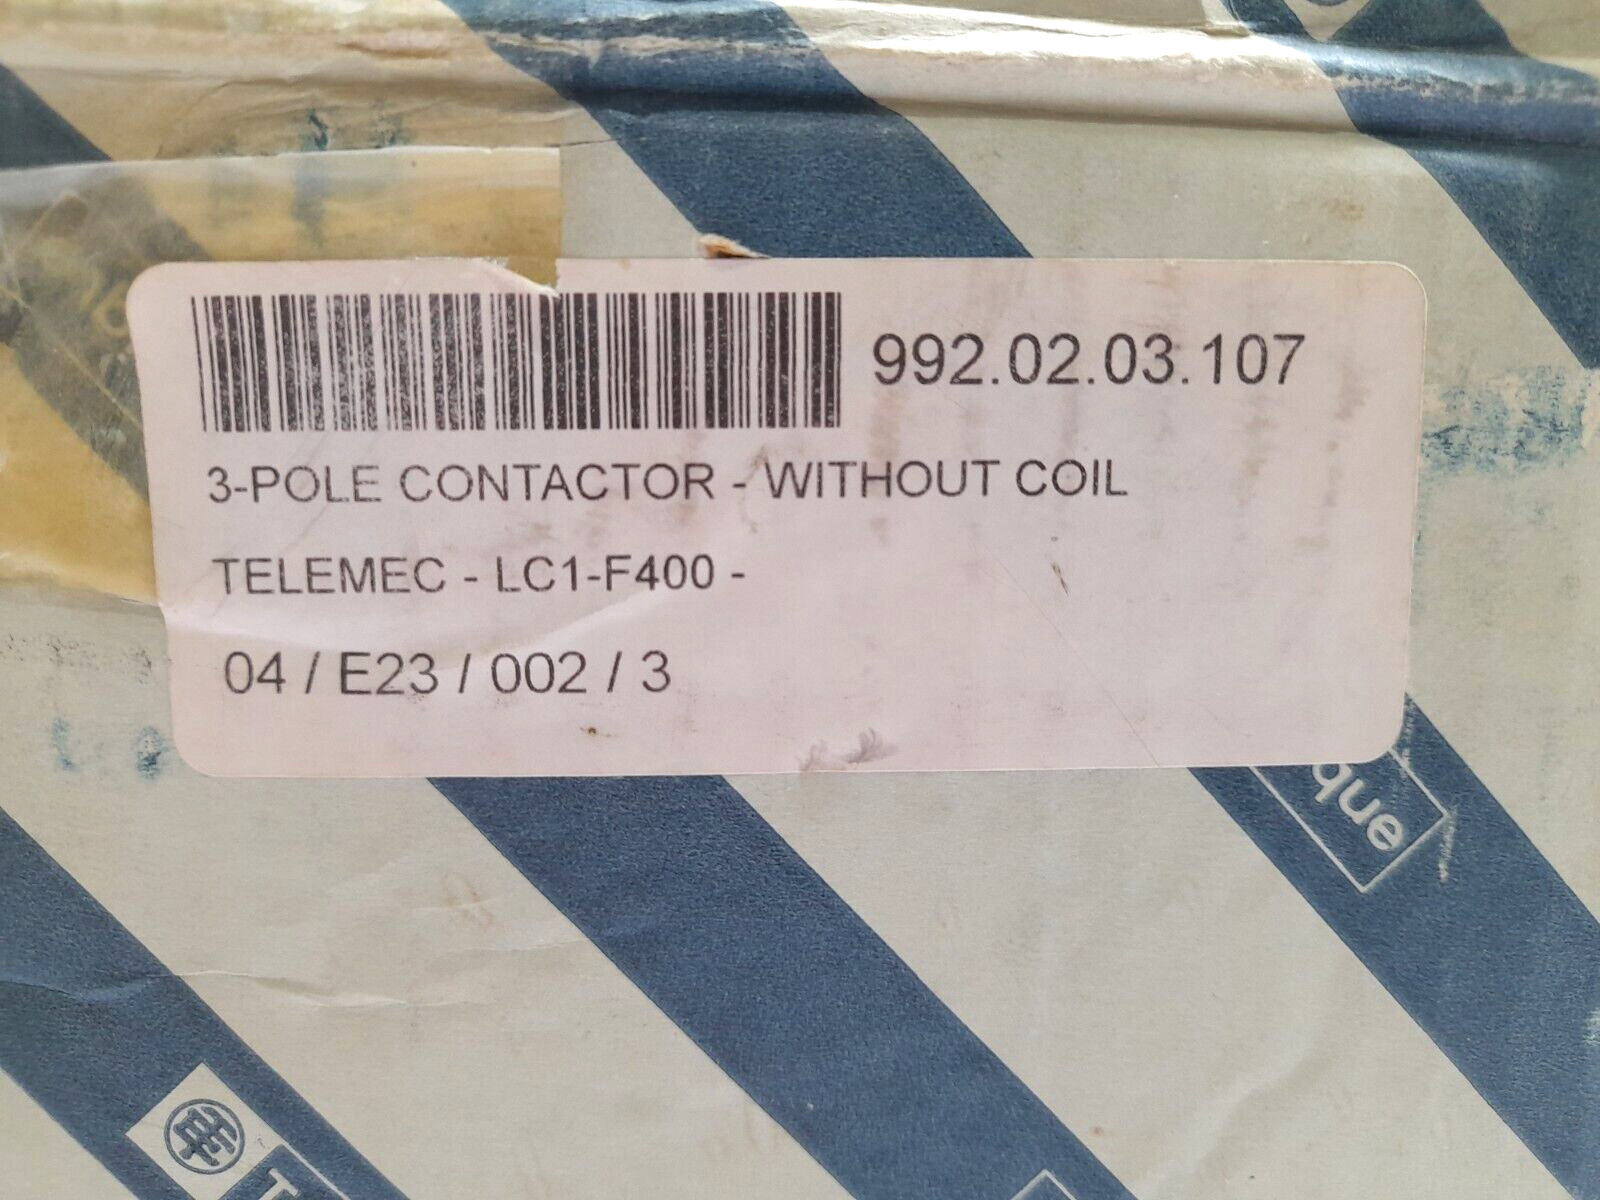 992.02.03.107
3-POLE CONTACTOR - WITHOUT COIL
TELEMEC - LC1-F400 -
04 / E23 / 002 / 3
que